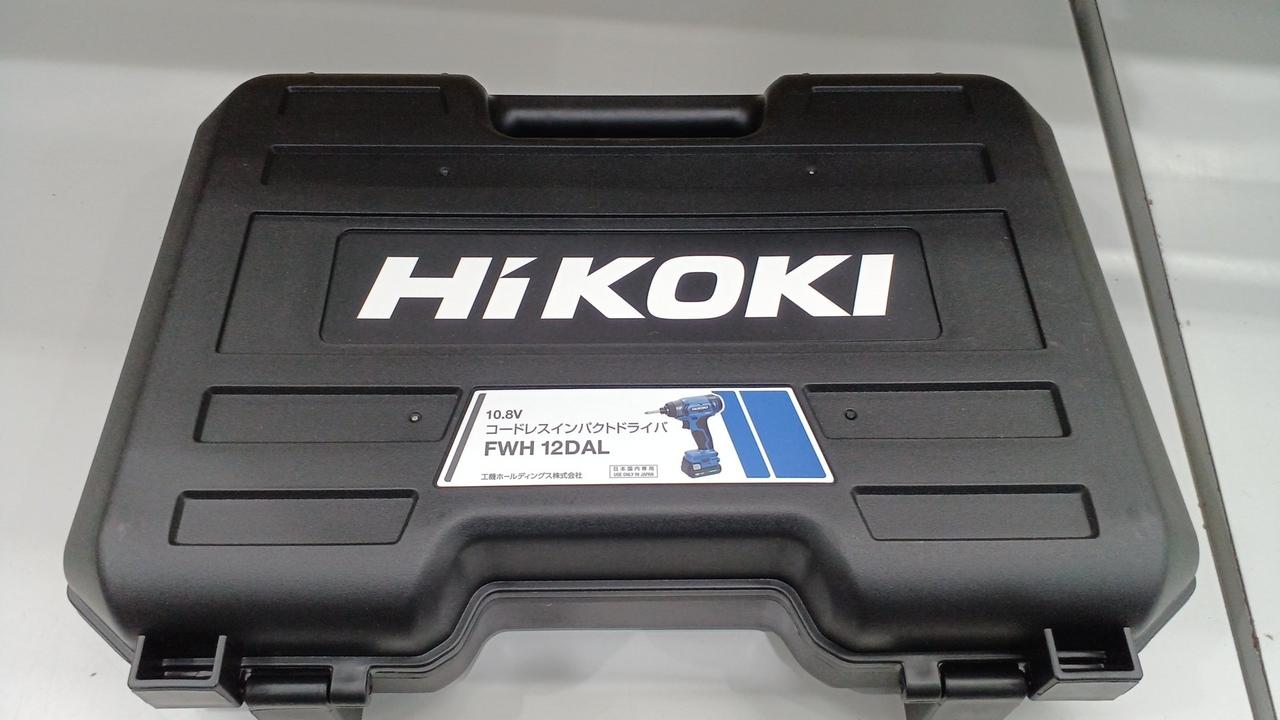 HiKOKI
10.8V
コードレスインパクトドライバ
FWH 12DAL
HiKOKI
工機ホールディングス株式会社
日本国内専用
USE ONLY IN JAPAN